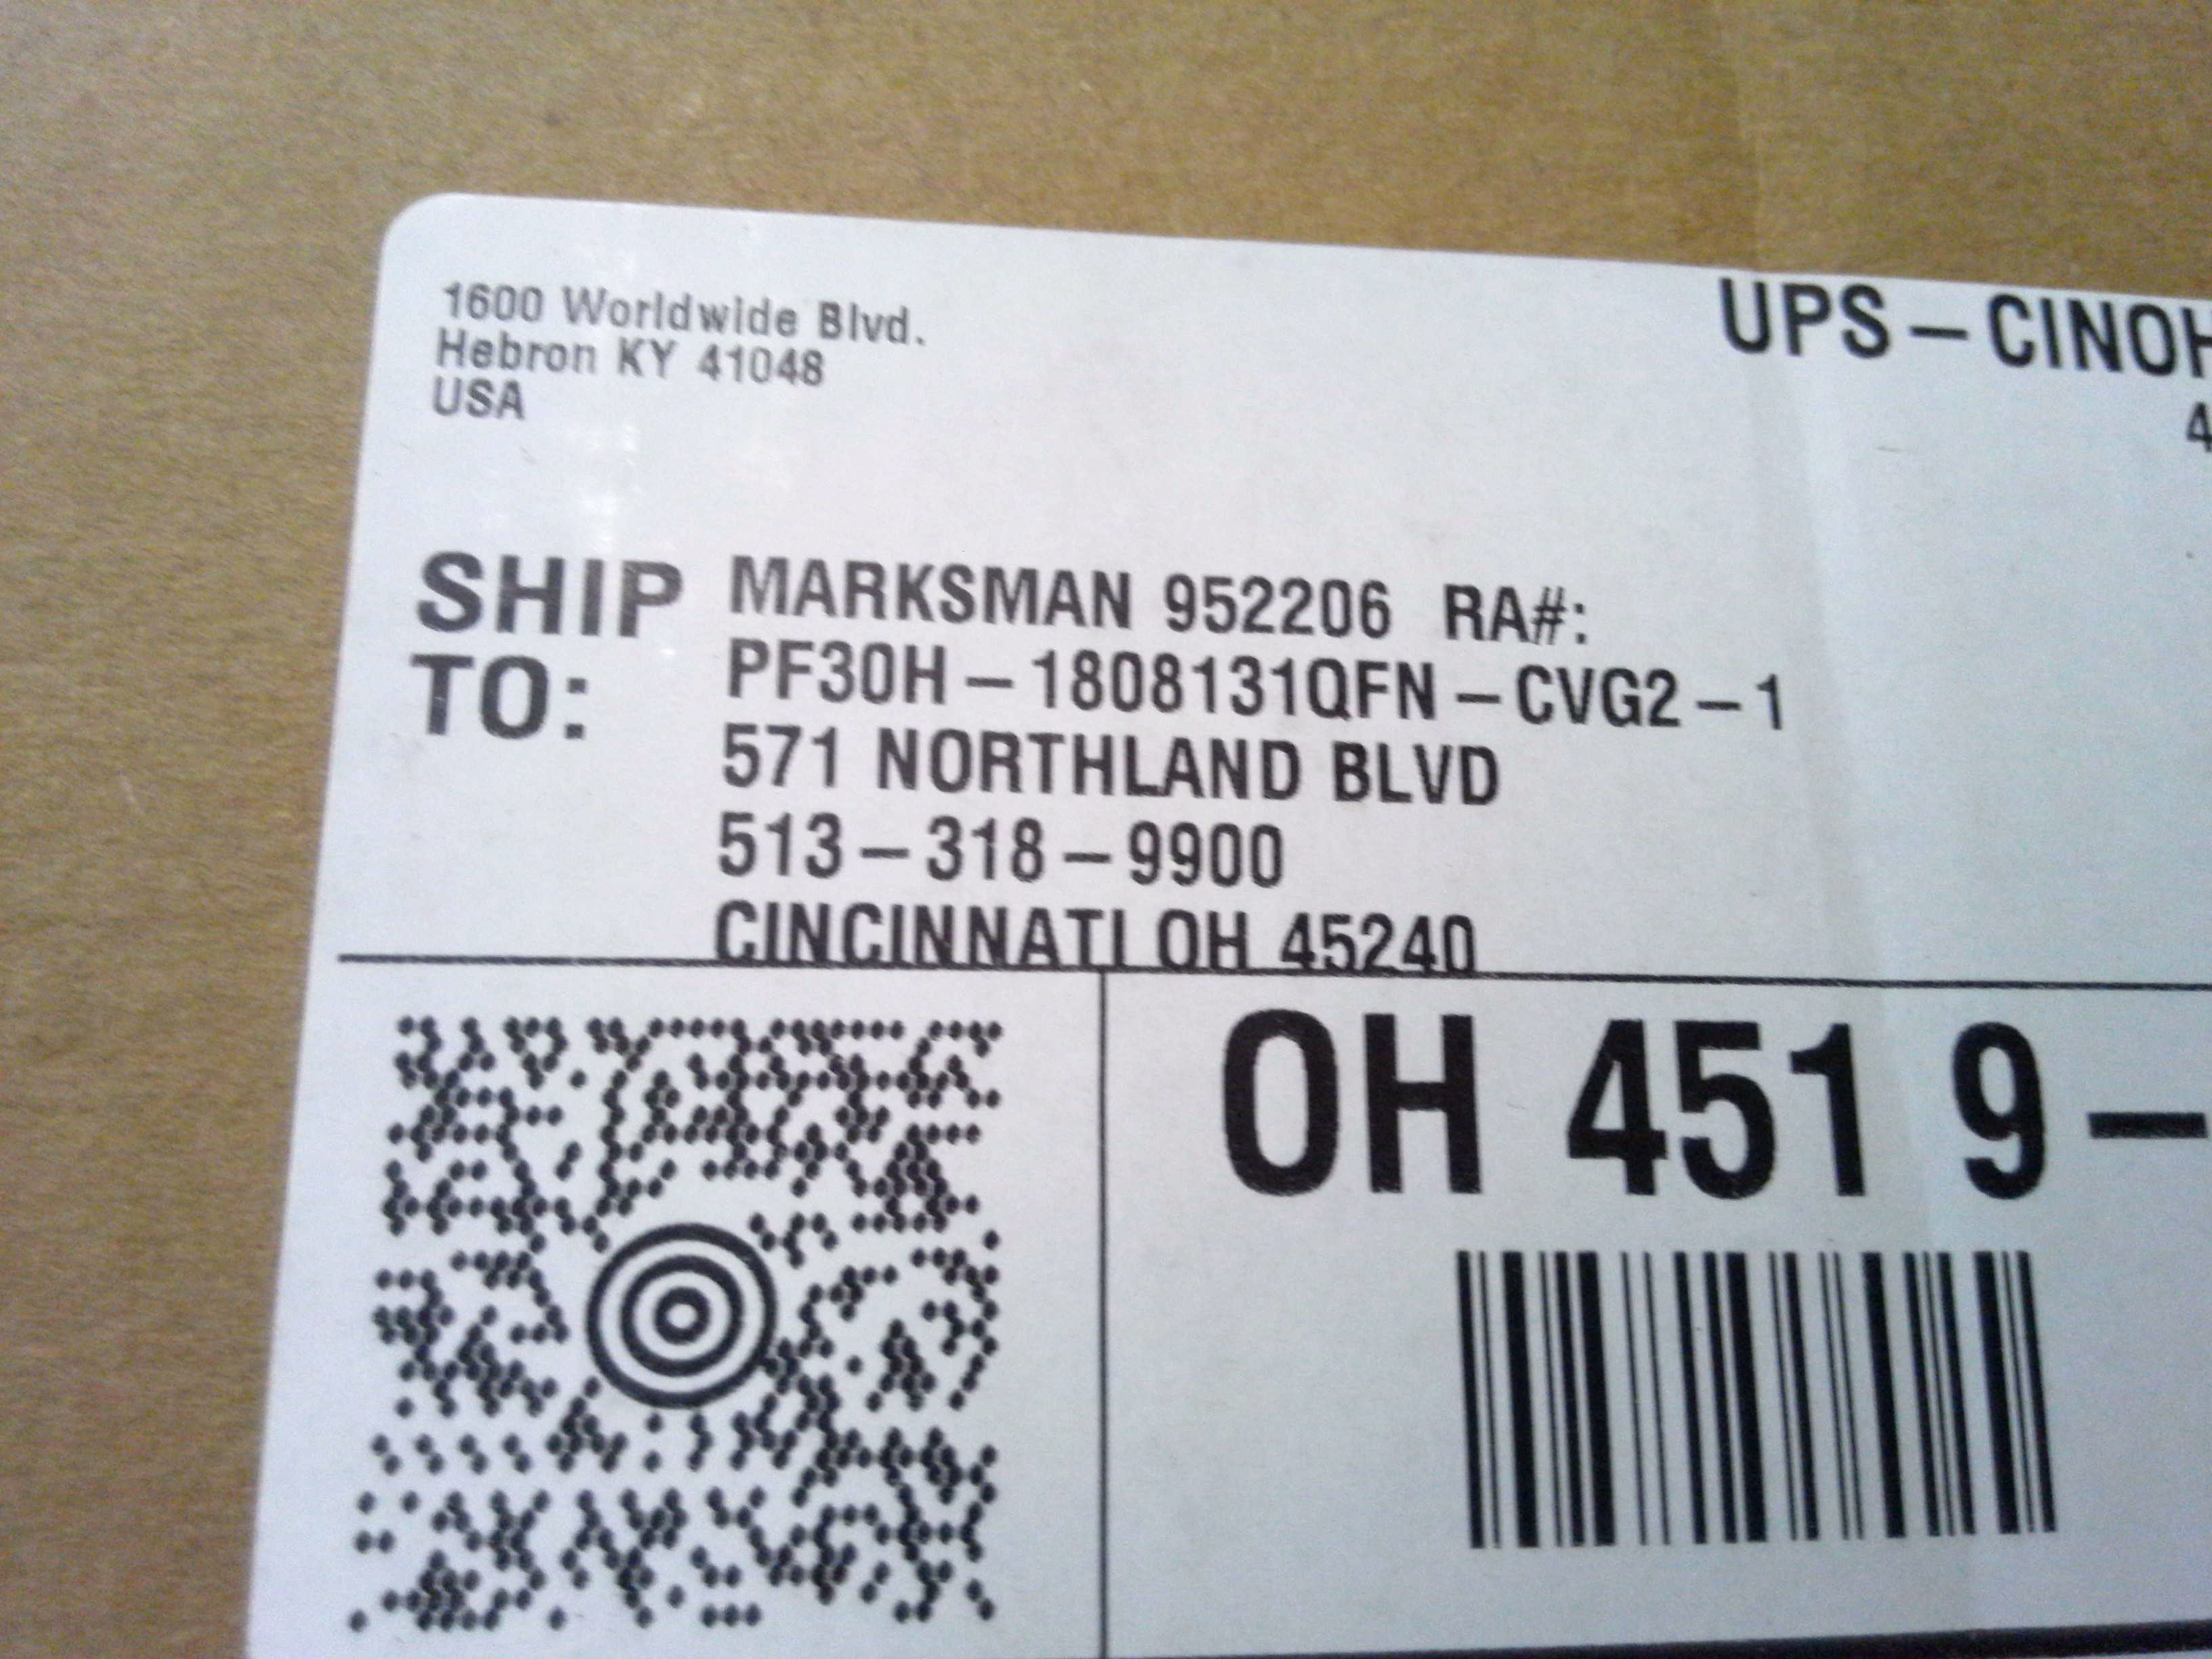 1600 Worldwide Blvd.
Hebron KY 41048
USA
UPS – CINOH
4
SHIP TO:
MARKSMAN 952206 RA#:
PF30H – 1808131QFN – CVG2 – 1
571 NORTHLAND BLVD
513 – 318 – 9900
CINCINNATI OH 45240
OH 451 9 –